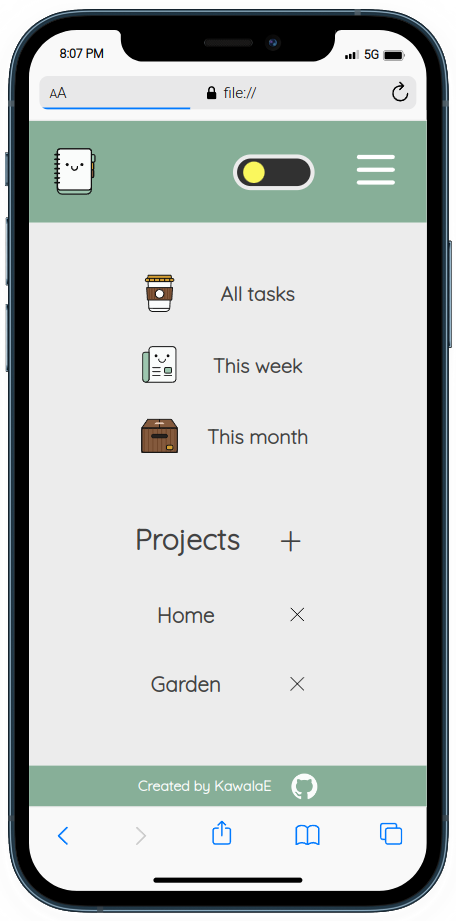 8:07 PM
5G
AA
file://
All tasks
This week
This month
Projects
Home
Garden
Created by KawalaE